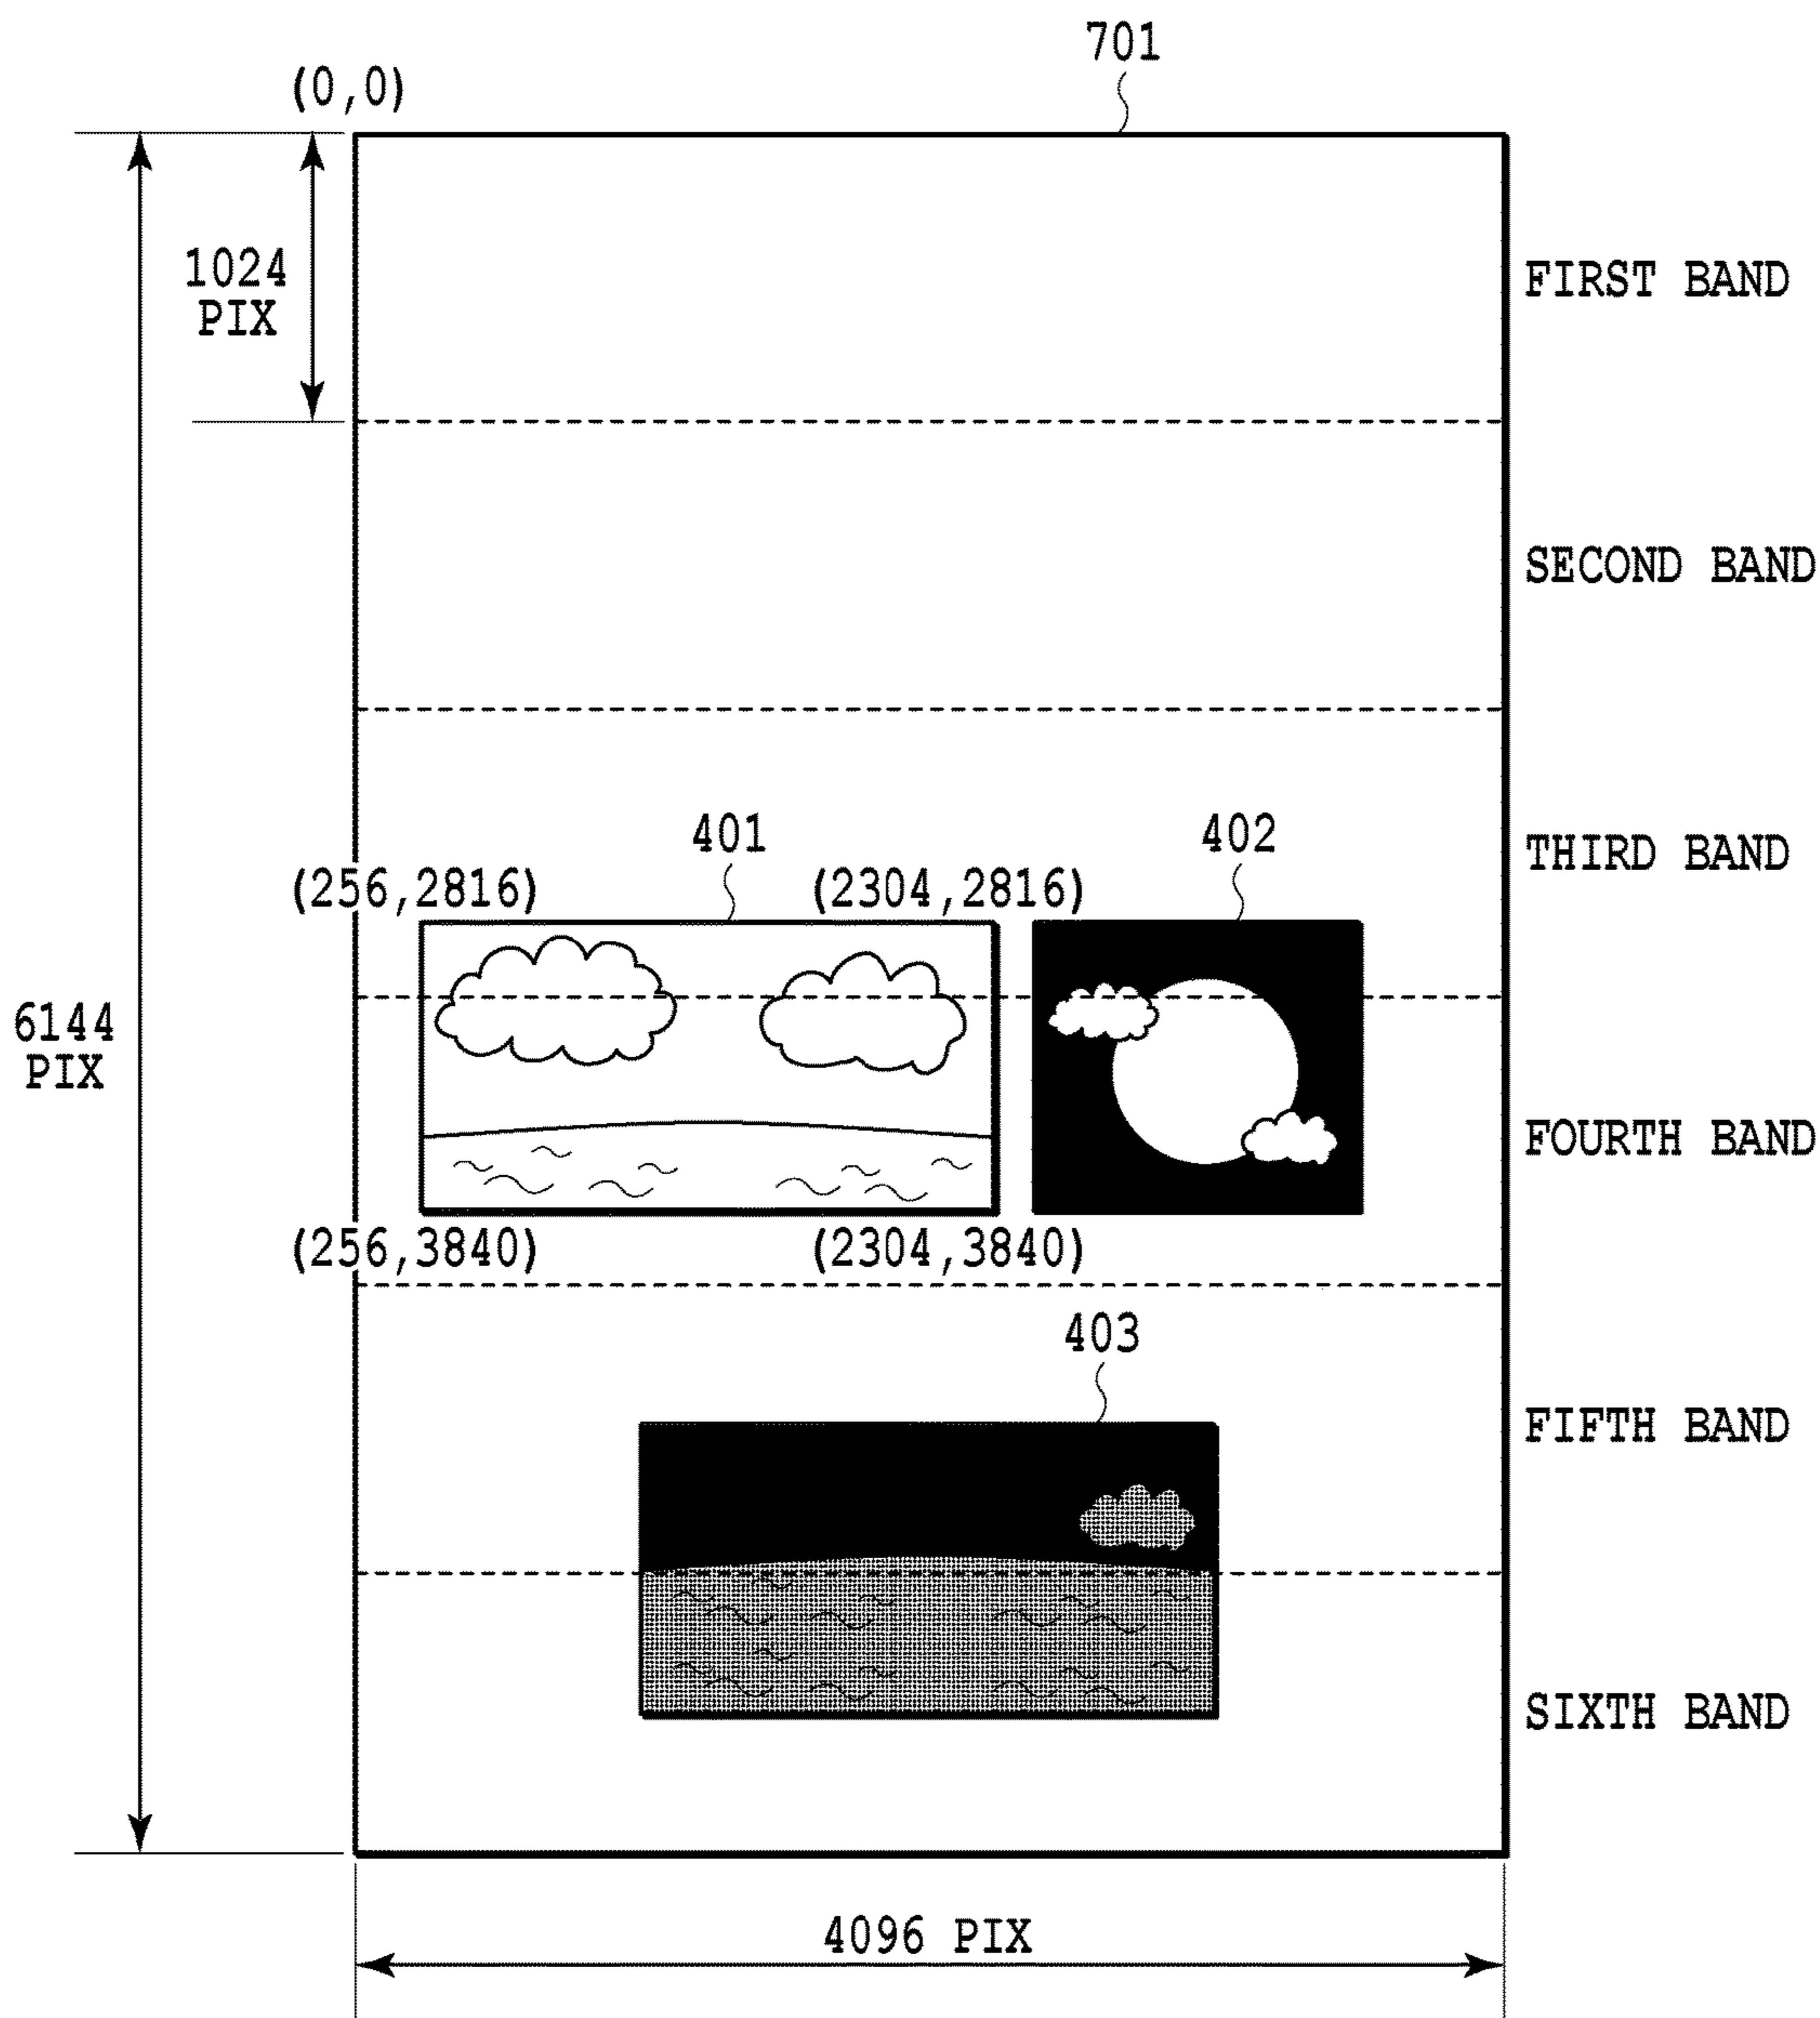 701
(0,0)
1024
PIX
FIRST BAND
SECOND BAND
THIRD BAND
401
402
(256,2816)
(2304,2816)
6144
PIX
FOURTH BAND
(256,3840)
(2304,3840)
403
FIFTH BAND
SIXTH BAND
4096 PIX